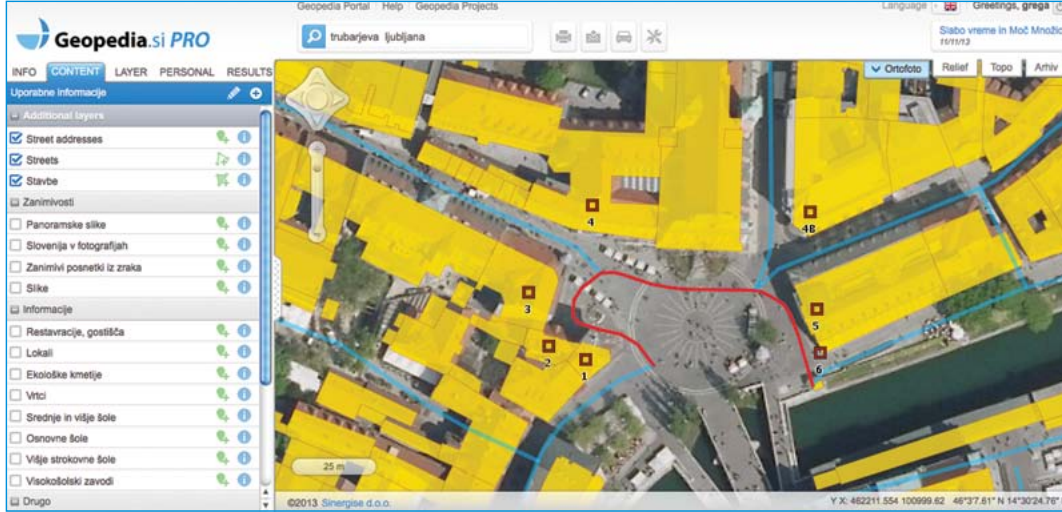 Geopedia Portal Help Geopedia Projects
Language Greetings, grega
Geopedia.si PRO
trubarjeva ljubljana
Slabo vreme in Moč Množic
11/11/13
INFO CONTENT LAYER PERSONAL RESULTS
Ortofoto Relief Topo Arhiv
Uporabne informacije
Additional layers
Street addresses
Streets
Stavbe
Zanimivosti
Panoramske slike
Slovenija v fotografijah
Zanimivi posnetki iz zraka
Slike
Informacije
Restavracije, gostišča
Lokali
Ekološke kmetije
Vrtci
Srednje in višje šole
Osnovne šole
Višje strokovne šole
Visokošolski zavodi
Drugo
4
4B
3
5
2
1
6
25 m
©2013 Sinergise d.o.o.
Y X: 462211.554 100999.62 46°3'7.61" N 14°30'24.76"